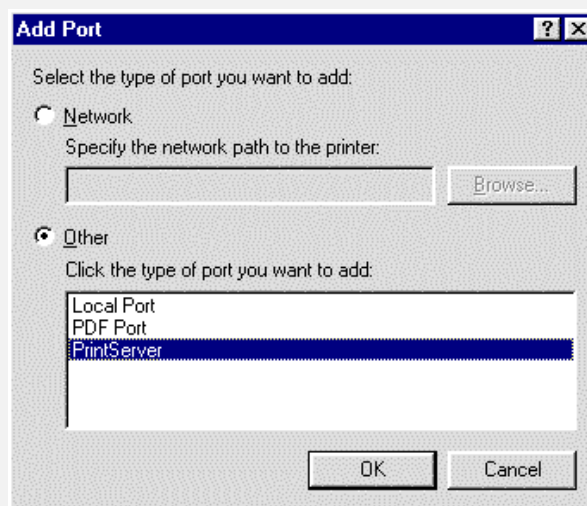 Add Port
Select the type of port you want to add:
Network
Specify the network path to the printer:
Browse...
Other
Click the type of port you want to add:
Local Port
PDF Port
PrintServer
OK Cancel